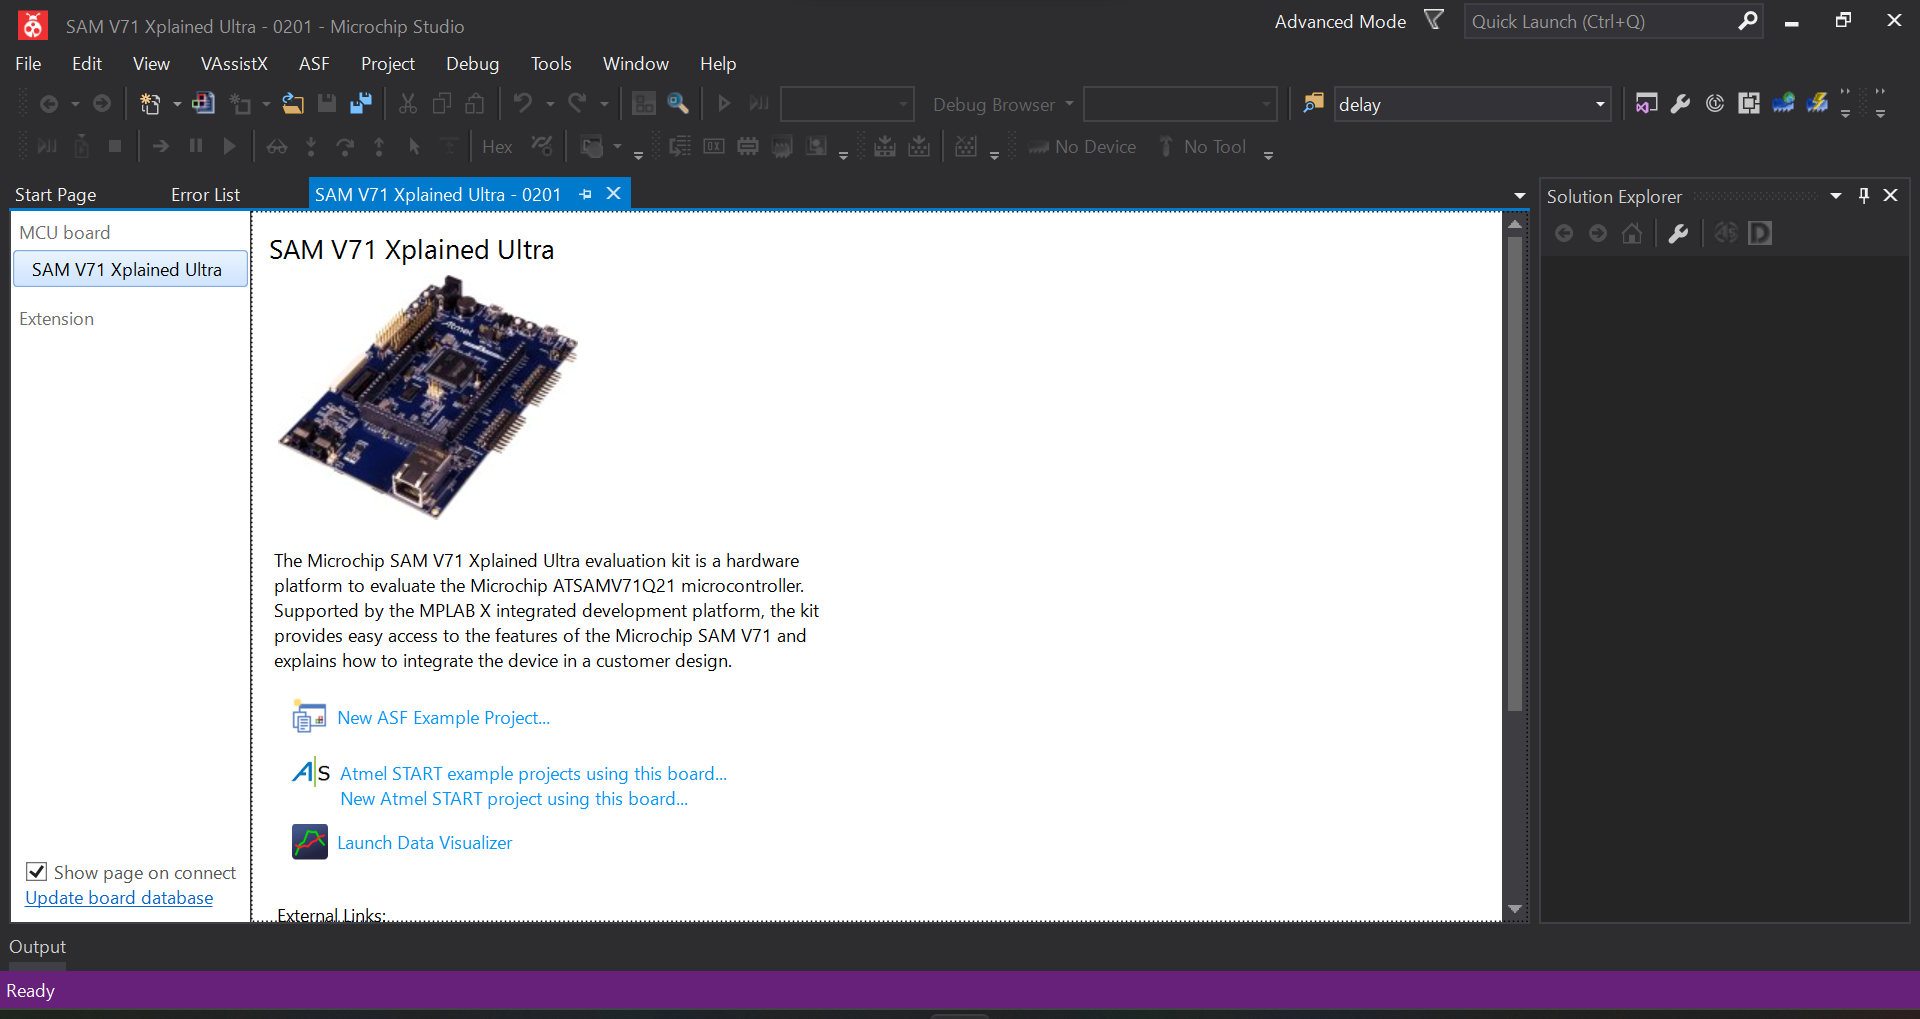 SAM V71 Xplained Ultra - 0201 - Microchip Studio
Advanced Mode
Quick Launch (Ctrl+Q)
File Edit View VAssistX ASF Project Debug Tools Window Help
Debug Browser
delay
Hex
No Device
No Tool
Start Page
Error List
SAM V71 Xplained Ultra - 0201
Solution Explorer
MCU board
SAM V71 Xplained Ultra
Extension
SAM V71 Xplained Ultra
Atmel
The Microchip SAM V71 Xplained Ultra evaluation kit is a hardware
platform to evaluate the Microchip ATSAMV71Q21 microcontroller.
Supported by the MPLAB X integrated development platform, the kit
provides easy access to the features of the Microchip SAM V71 and
explains how to integrate the device in a customer design.
New ASF Example Project...
Atmel START example projects using this board...
New Atmel START project using this board...
Launch Data Visualizer
External Links:
Show page on connect
Update board database
Output
Ready